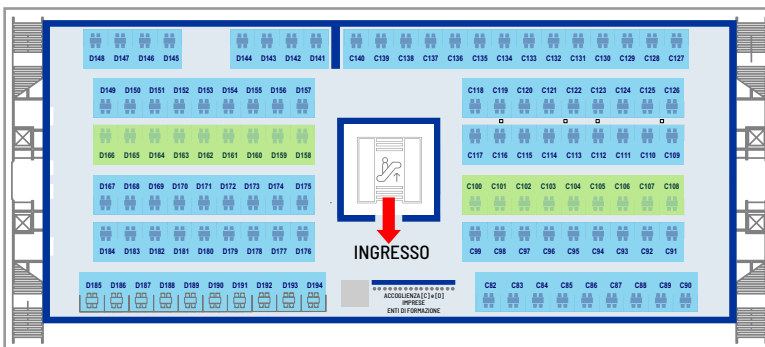 D148 D147 D146 D145 D144 D143 D142 D141 C140 C139 C138 C137 C136 C135 C134 C133 C132 C131 C130 C129 C128 C127
D149 D150 D151 D152 D153 D154 D155 D156 D157 C118 C119 C120 C121 C122 C123 C124 C125 C126
D166 D165 D164 D163 D162 D161 D160 D159 D158 C117 C116 C115 C114 C113 C112 C111 C110 C109
D167 D168 D169 D170 D171 D172 D173 D174 D175 C100 C101 C102 C103 C104 C105 C106 C107 C108
D184 D183 D182 D181 D180 D179 D178 D177 D176 INGRESSO C99 C98 C97 C96 C95 C94 C93 C92 C91
D185 D186 D187 D188 D189 D190 D191 D192 D193 D194 C82 C83 C84 C85 C86 C87 C88 C89 C90
ACCOGLIENZA[C]e[D]
IMPRESE
ENTI DI FORMAZIONE